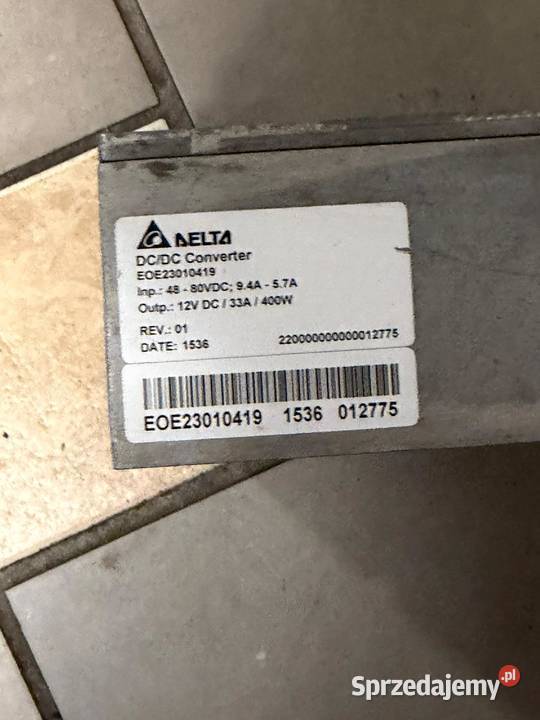 DELTA
DC/DC Converter
EOE23010419
Inp.: 48 - 80VDC; 9.4A - 5.7A
Outp.: 12V DC / 33A / 400W
REV.: 01
DATE: 1536 220000000000012775
EOE23010419 1536 012775
Sprzedajemy.pl